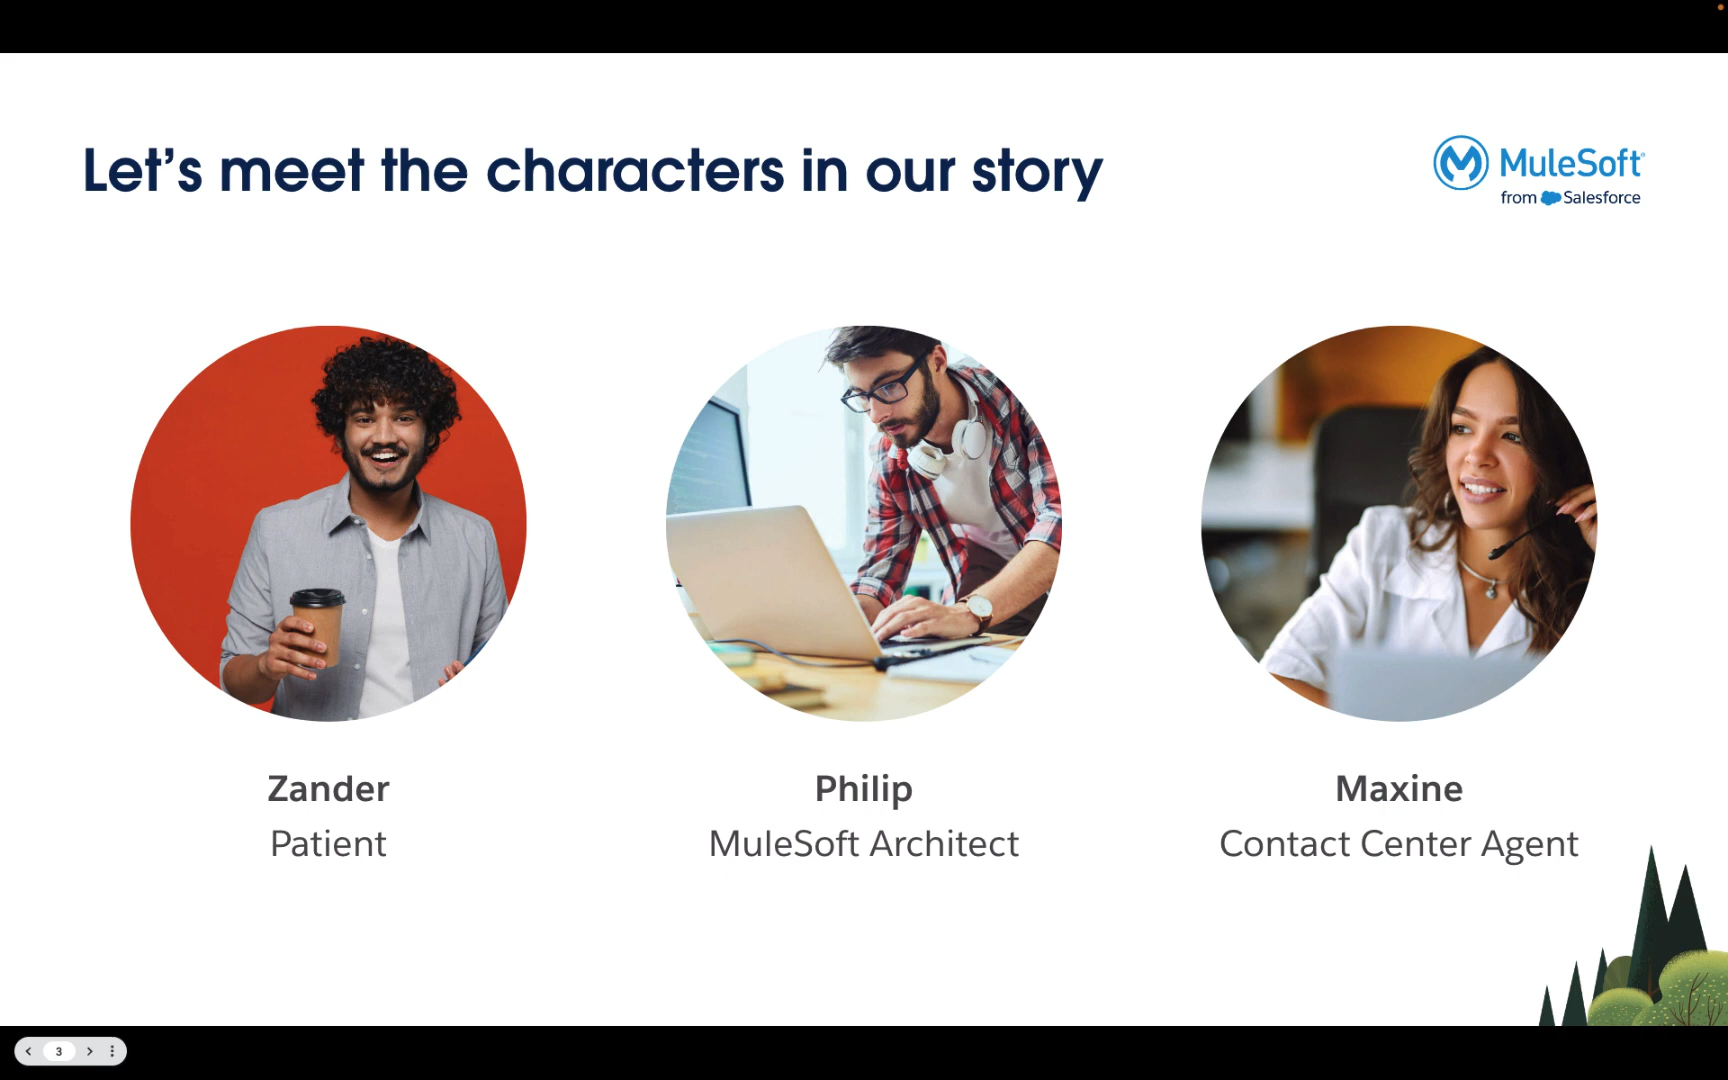 Let’s meet the characters in our story
MuleSoft
from Salesforce
Zander
Patient
Philip
MuleSoft Architect
Maxine
Contact Center Agent
3